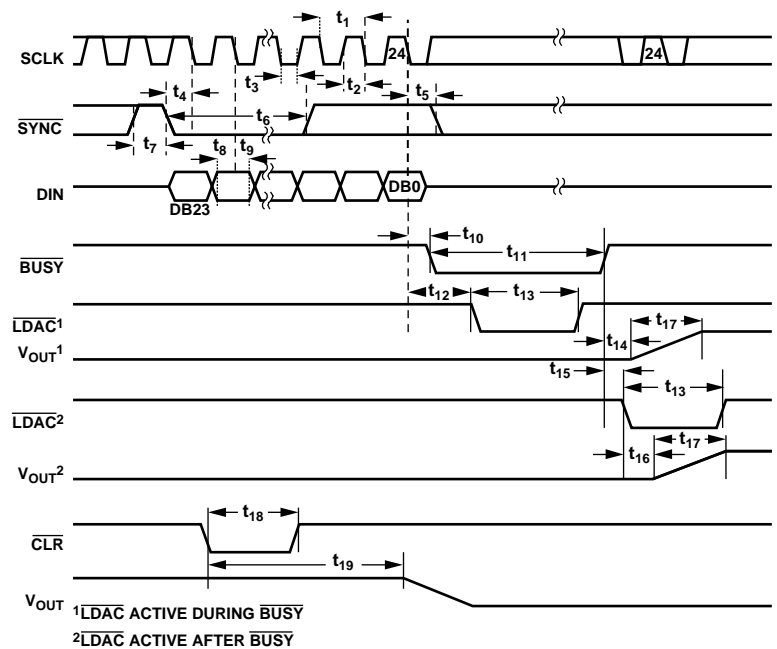 t1
SCLK
24
24
t3
t2
t4
t5
t6
SYNC
t7
t8
t9
DIN
DB23
DB0
t10
BUSY
t11
t12
t13
LDAC1
t14
t17
VOUT1
t15
t13
LDAC2
t16
t17
VOUT2
t18
CLR
t19
VOUT
1LDAC ACTIVE DURING BUSY
2LDAC ACTIVE AFTER BUSY